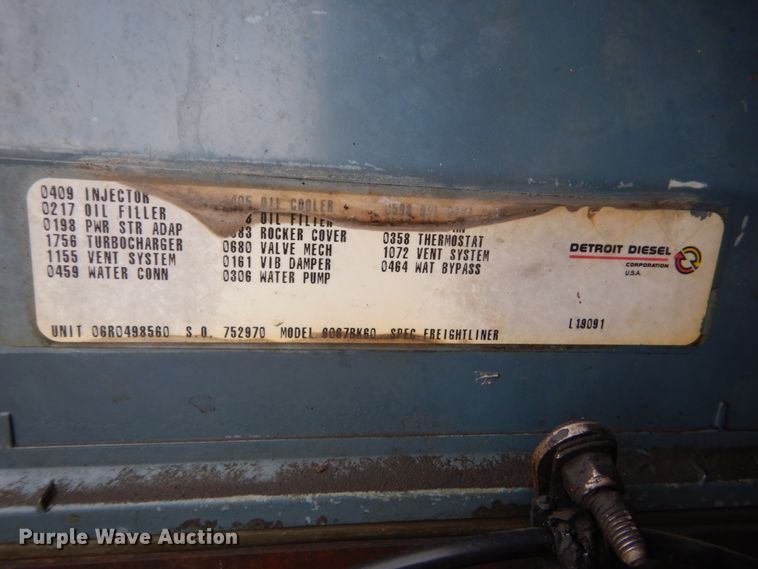 0409 INJECTOR
0217 OIL FILLER
0198 PWR STR ADAP
1756 TURBOCHARGER
1155 VENT SYSTEM
0459 WATER CONN
OIL COOLER
OIL FILTER
ROCKER COVER
0680 VALVE MECH
0161 VIB DAMPER
0306 WATER PUMP
0358 THERMOSTAT
1072 VENT SYSTEM
0464 WAT BYPASS
DETROIT DIESEL
CORPORATION
U.S.A.
UNIT 06R0498560 S.O. 752970 MODEL 6067BK60 SPEC FREIGHTLINER
L19091
Purple Wave Auction